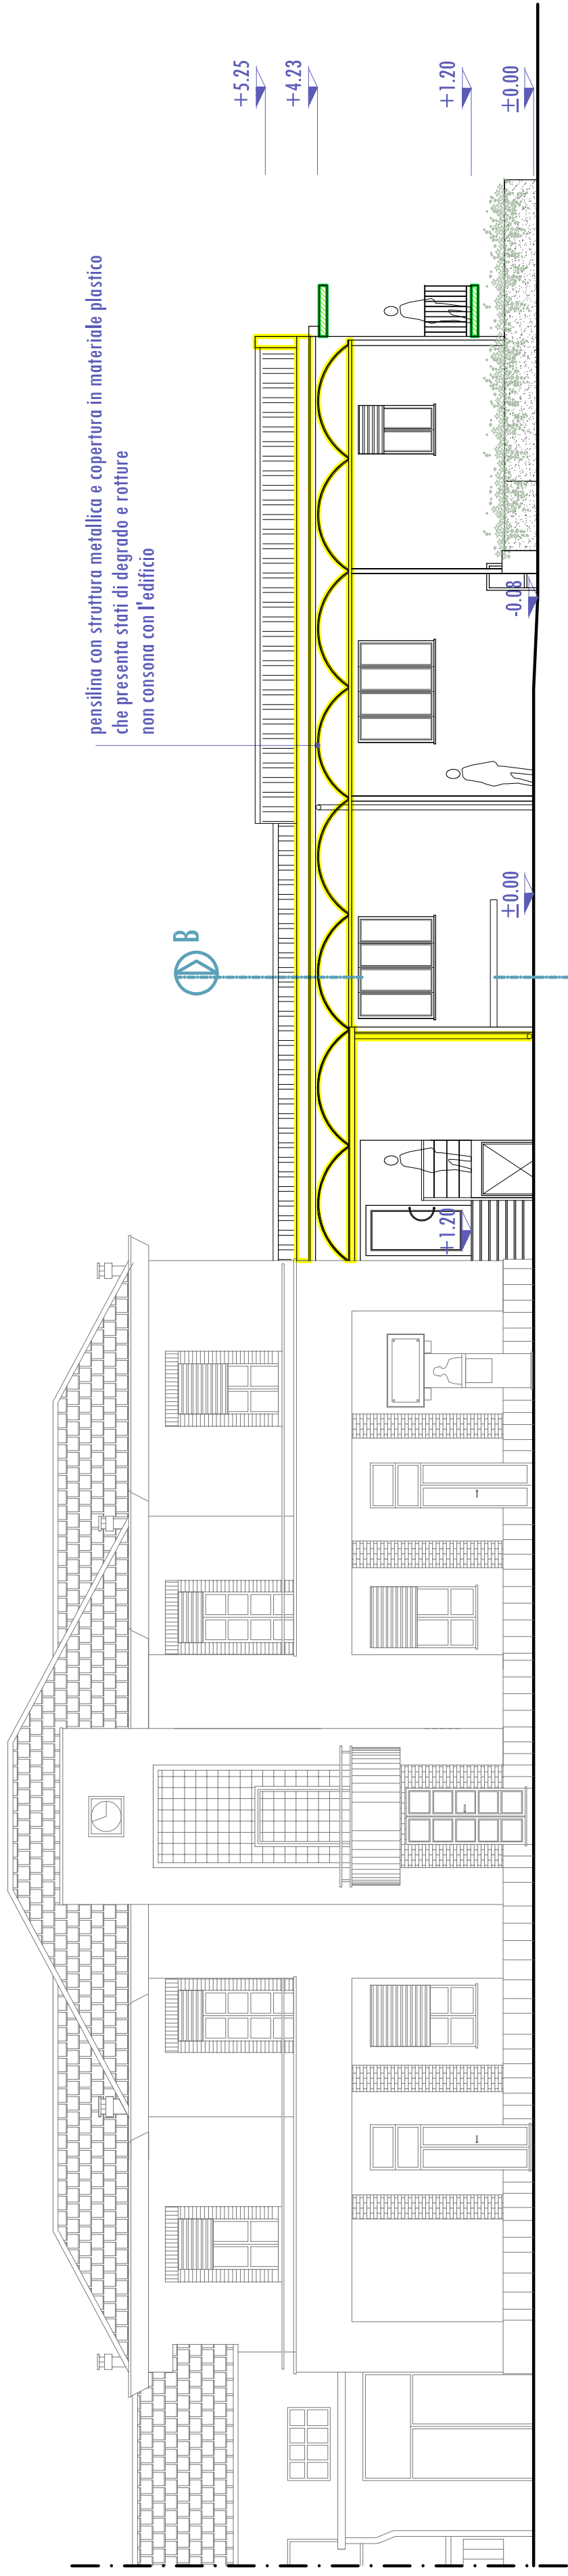 pensilina con struttura metallica e copertura in materiale plastico
che presenta stati di degrado e rotture
non consona con l'edificio
+5.25
+4.23
+1.20
±0.00
-0.08
±0.00
B
+1.20